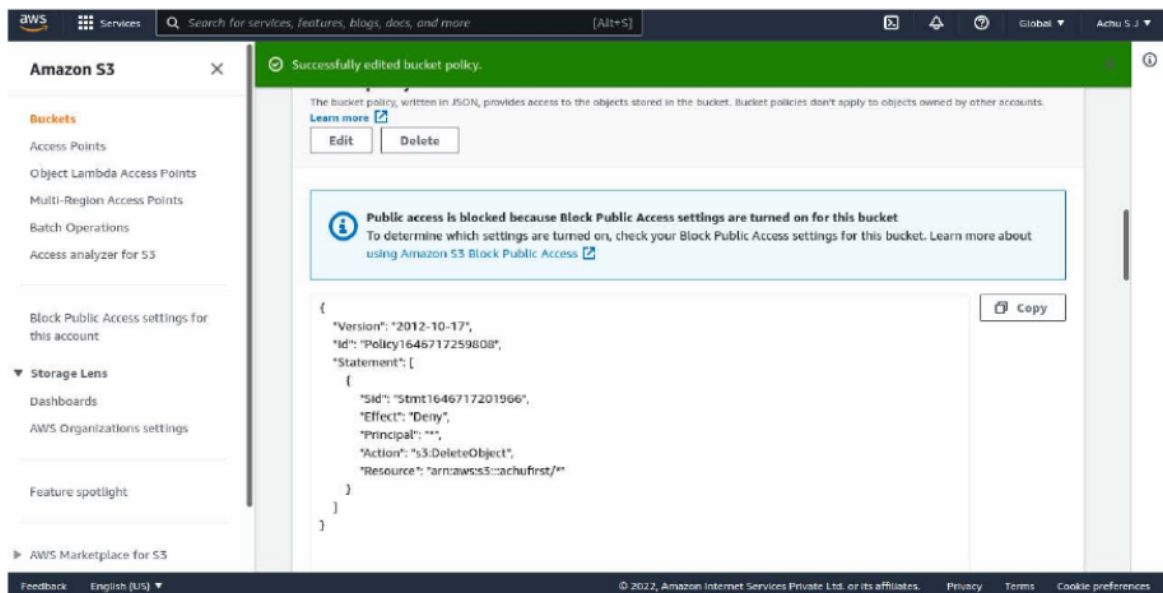 aws
Services
Search for services, features, blogs, docs, and more
[Alt+S]
Global ▼
Achu S J ▼
Amazon S3
Buckets
Access Points
Object Lambda Access Points
Multi-Region Access Points
Batch Operations
Access analyzer for S3
Block Public Access settings for
this account
Storage Lens
Dashboards
AWS Organizations settings
Feature spotlight
AWS Marketplace for S3
Successfully edited bucket policy.
The bucket policy, written in JSON, provides access to the objects stored in the bucket. Bucket policies don't apply to objects owned by other accounts.
Learn more
Edit
Delete
Public access is blocked because Block Public Access settings are turned on for this bucket
To determine which settings are turned on, check your Block Public Access settings for this bucket. Learn more about
using Amazon S3 Block Public Access
Copy
{
"Version": "2012-10-17",
"Id": "Policy1646717259808",
"Statement": [
{
"Sid": "Stmt1646717201966",
"Effect": "Deny",
"Principal": "*",
"Action": "s3:DeleteObject",
"Resource": "arn:aws:s3:::achufirst/*"
}
]
}
Feedback
English (US) ▼
© 2022, Amazon Internet Services Private Ltd. or its affiliates.
Privacy
Terms
Cookie preferences